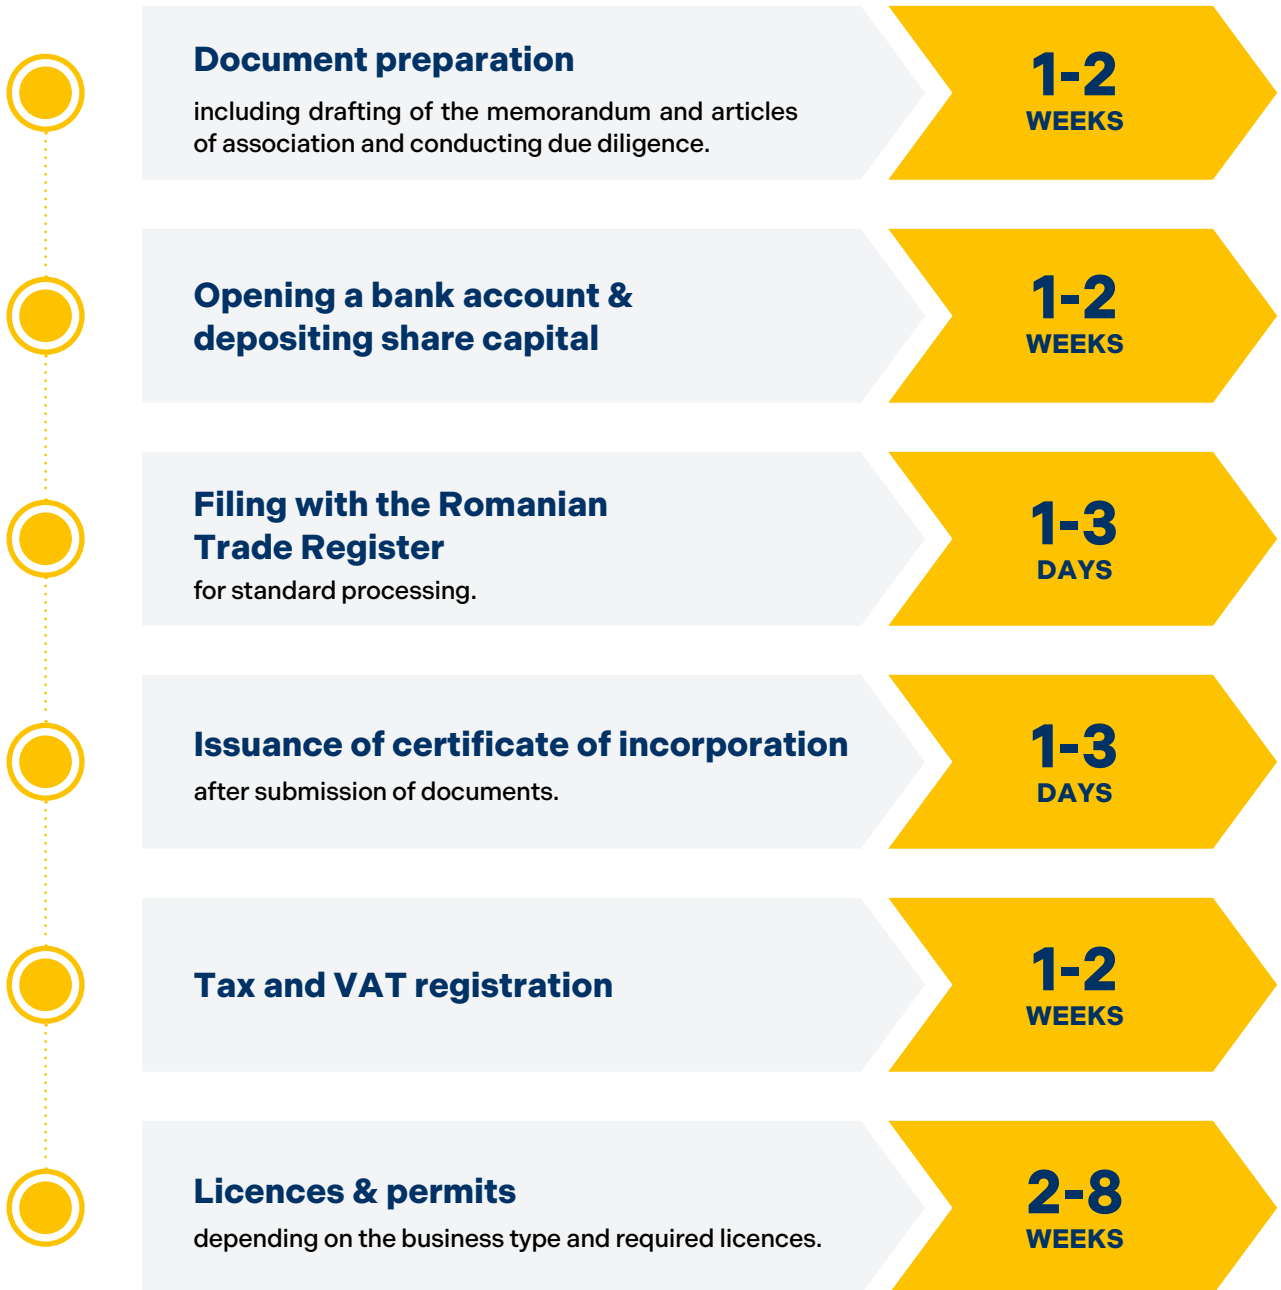 Document preparation
including drafting of the memorandum and articles
of association and conducting due diligence.
1-2
WEEKS
Opening a bank account &
depositing share capital
1-2
WEEKS
Filing with the Romanian
Trade Register
for standard processing.
1-3
DAYS
Issuance of certificate of incorporation
after submission of documents.
1-3
DAYS
Tax and VAT registration
1-2
WEEKS
Licences & permits
depending on the business type and required licences.
2-8
WEEKS